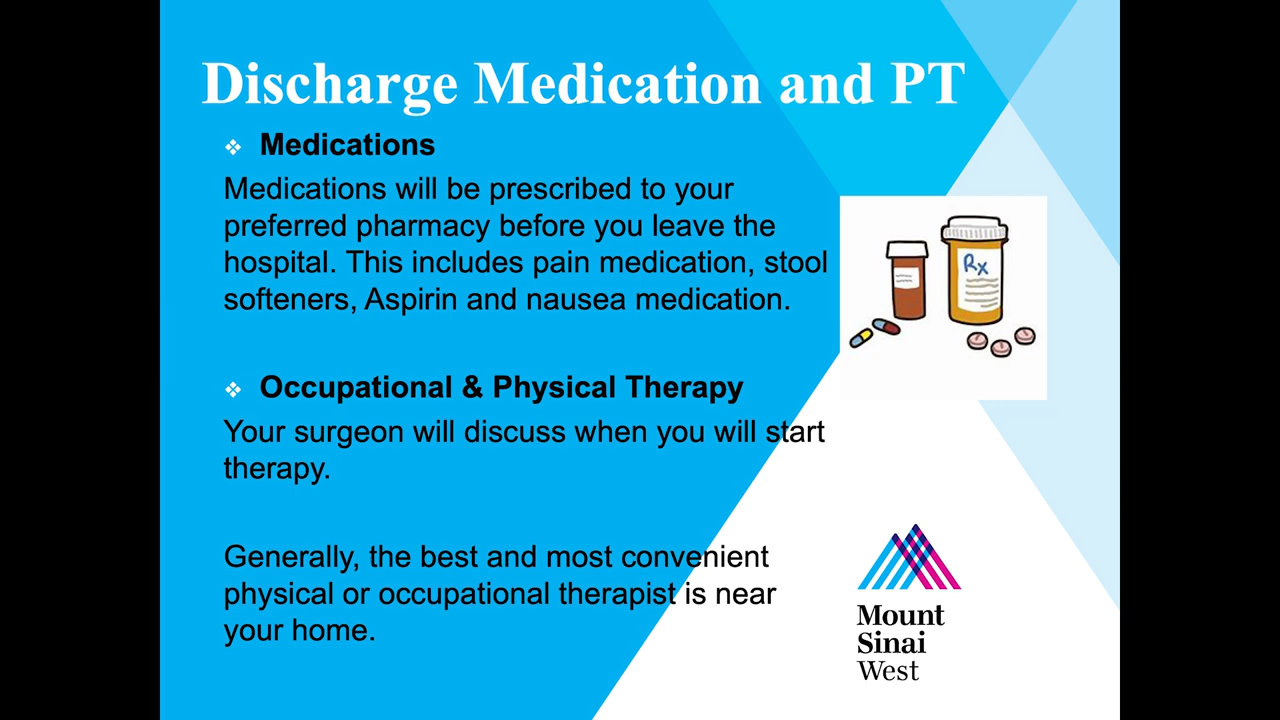 Discharge Medication and PT
❖ Medications
Medications will be prescribed to your
preferred pharmacy before you leave the
hospital. This includes pain medication, stool
softeners, Aspirin and nausea medication.
Rx
❖ Occupational & Physical Therapy
Your surgeon will discuss when you will start
therapy.
Generally, the best and most convenient
physical or occupational therapist is near
your home.
Mount
Sinai
West